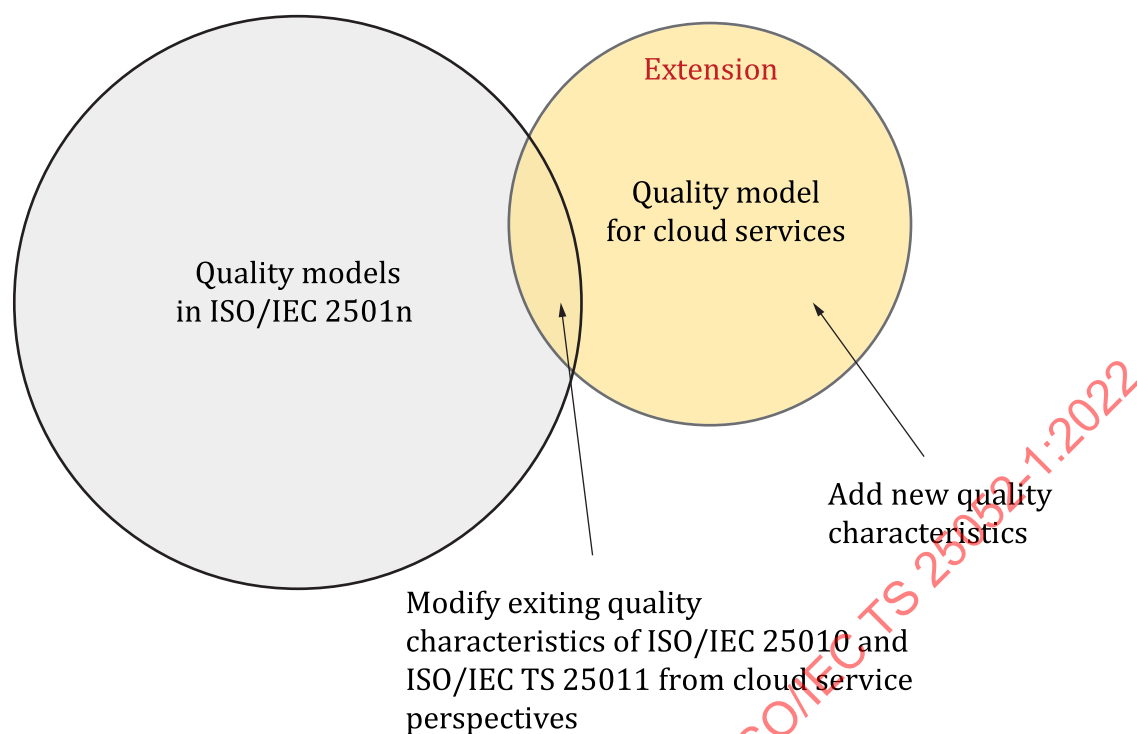 Extension
Quality model
for cloud services
Quality models
in ISO/IEC 2501n
Add new quality
characteristics
Modify exiting quality
characteristics of ISO/IEC 25010 and
ISO/IEC TS 25011 from cloud service
perspectives
ISO/IEC TS 25052-1:2022